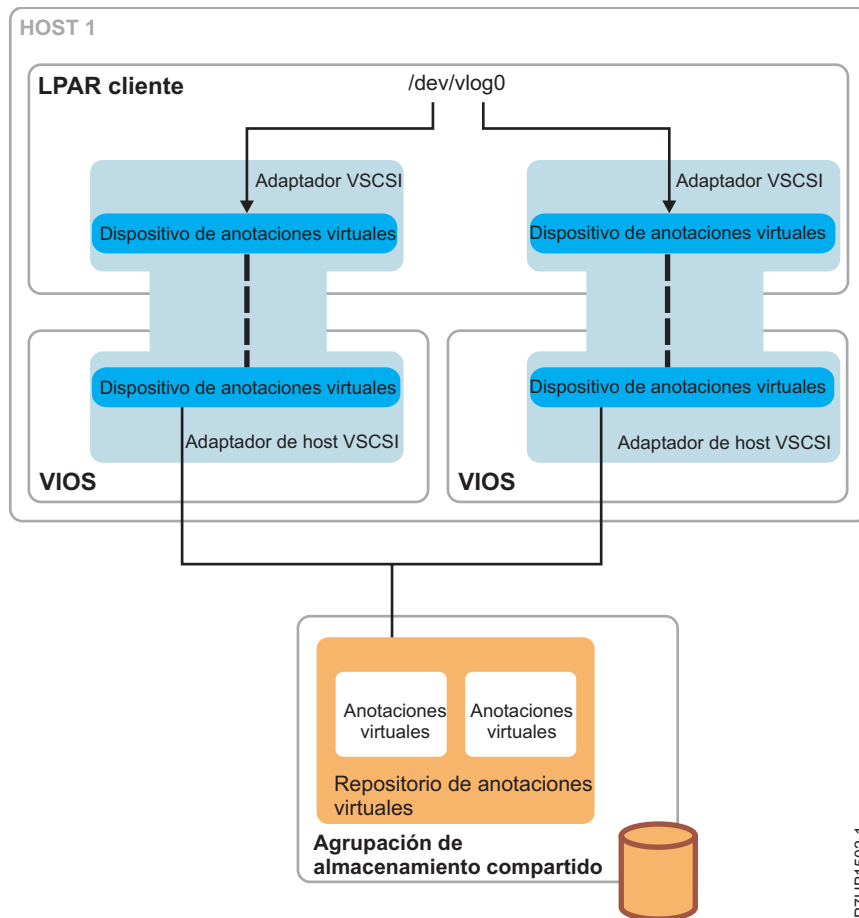 HOST 1
LPAR cliente
/dev/vlog0
Adaptador VSCSI
Adaptador VSCSI
Dispositivo de anotaciones virtuales
Dispositivo de anotaciones virtuales
Dispositivo de anotaciones virtuales
Dispositivo de anotaciones virtuales
Adaptador de host VSCSI
Adaptador de host VSCSI
VIOS
VIOS
Anotaciones
virtuales
Anotaciones
virtuales
Repositorio de anotaciones
virtuales
Agrupación de
almacenamiento compartido